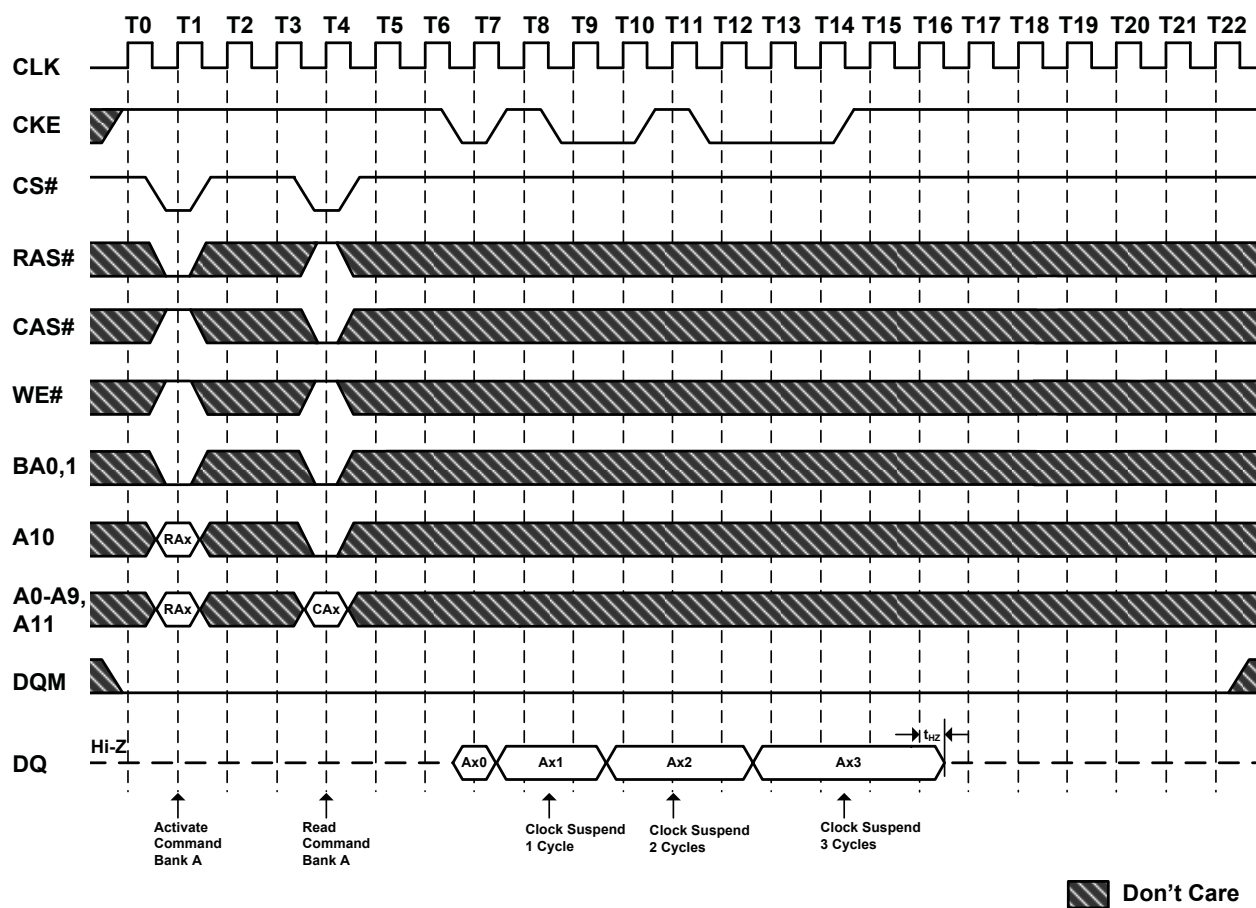 T0 T1 T2 T3 T4 T5 T6 T7 T8 T9 T10 T11 T12 T13 T14 T15 T16 T17 T18 T19 T20 T21 T22
CLK
CKE
CS#
RAS#
CAS#
WE#
BA0,1
A10
RAx
A0-A9,
A11
RAx
CAx
DQM
tHZ
Hi-Z
DQ
Ax0
Ax1
Ax2
Ax3
Activate
Command
Bank A
Read
Command
Bank A
Clock Suspend
1 Cycle
Clock Suspend
2 Cycles
Clock Suspend
3 Cycles
Don't Care